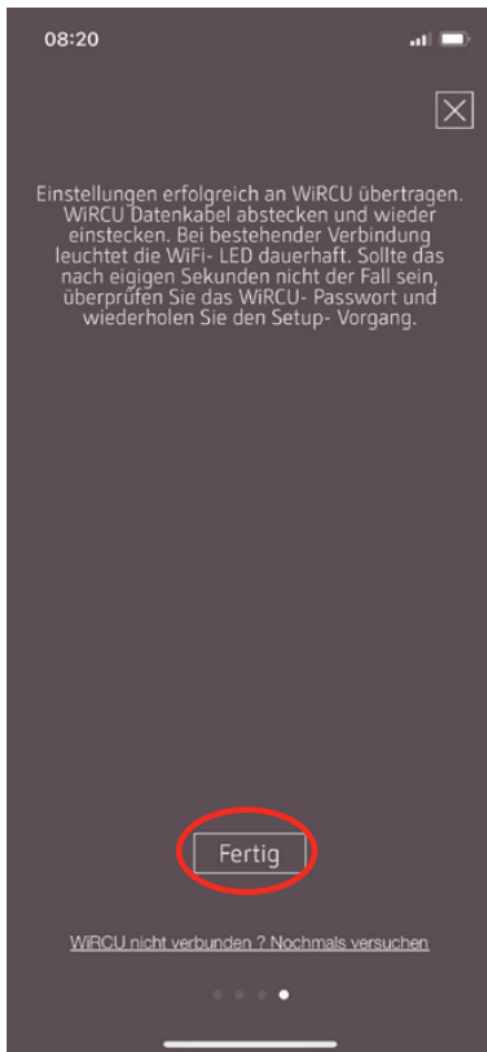 08:20
Einstellungen erfolgreich an WiRCU übertragen.
WiRCU Datenkabel abstecken und wieder
einstecken. Bei bestehender Verbindung
leuchtet die WiFi- LED dauerhaft. Sollte das
nach eigigen Sekunden nicht der Fall sein,
überprüfen Sie das WiRCU- Passwort und
wiederholen Sie den Setup- Vorgang.
Fertig
WiRCU nicht verbunden ? Nochmals versuchen